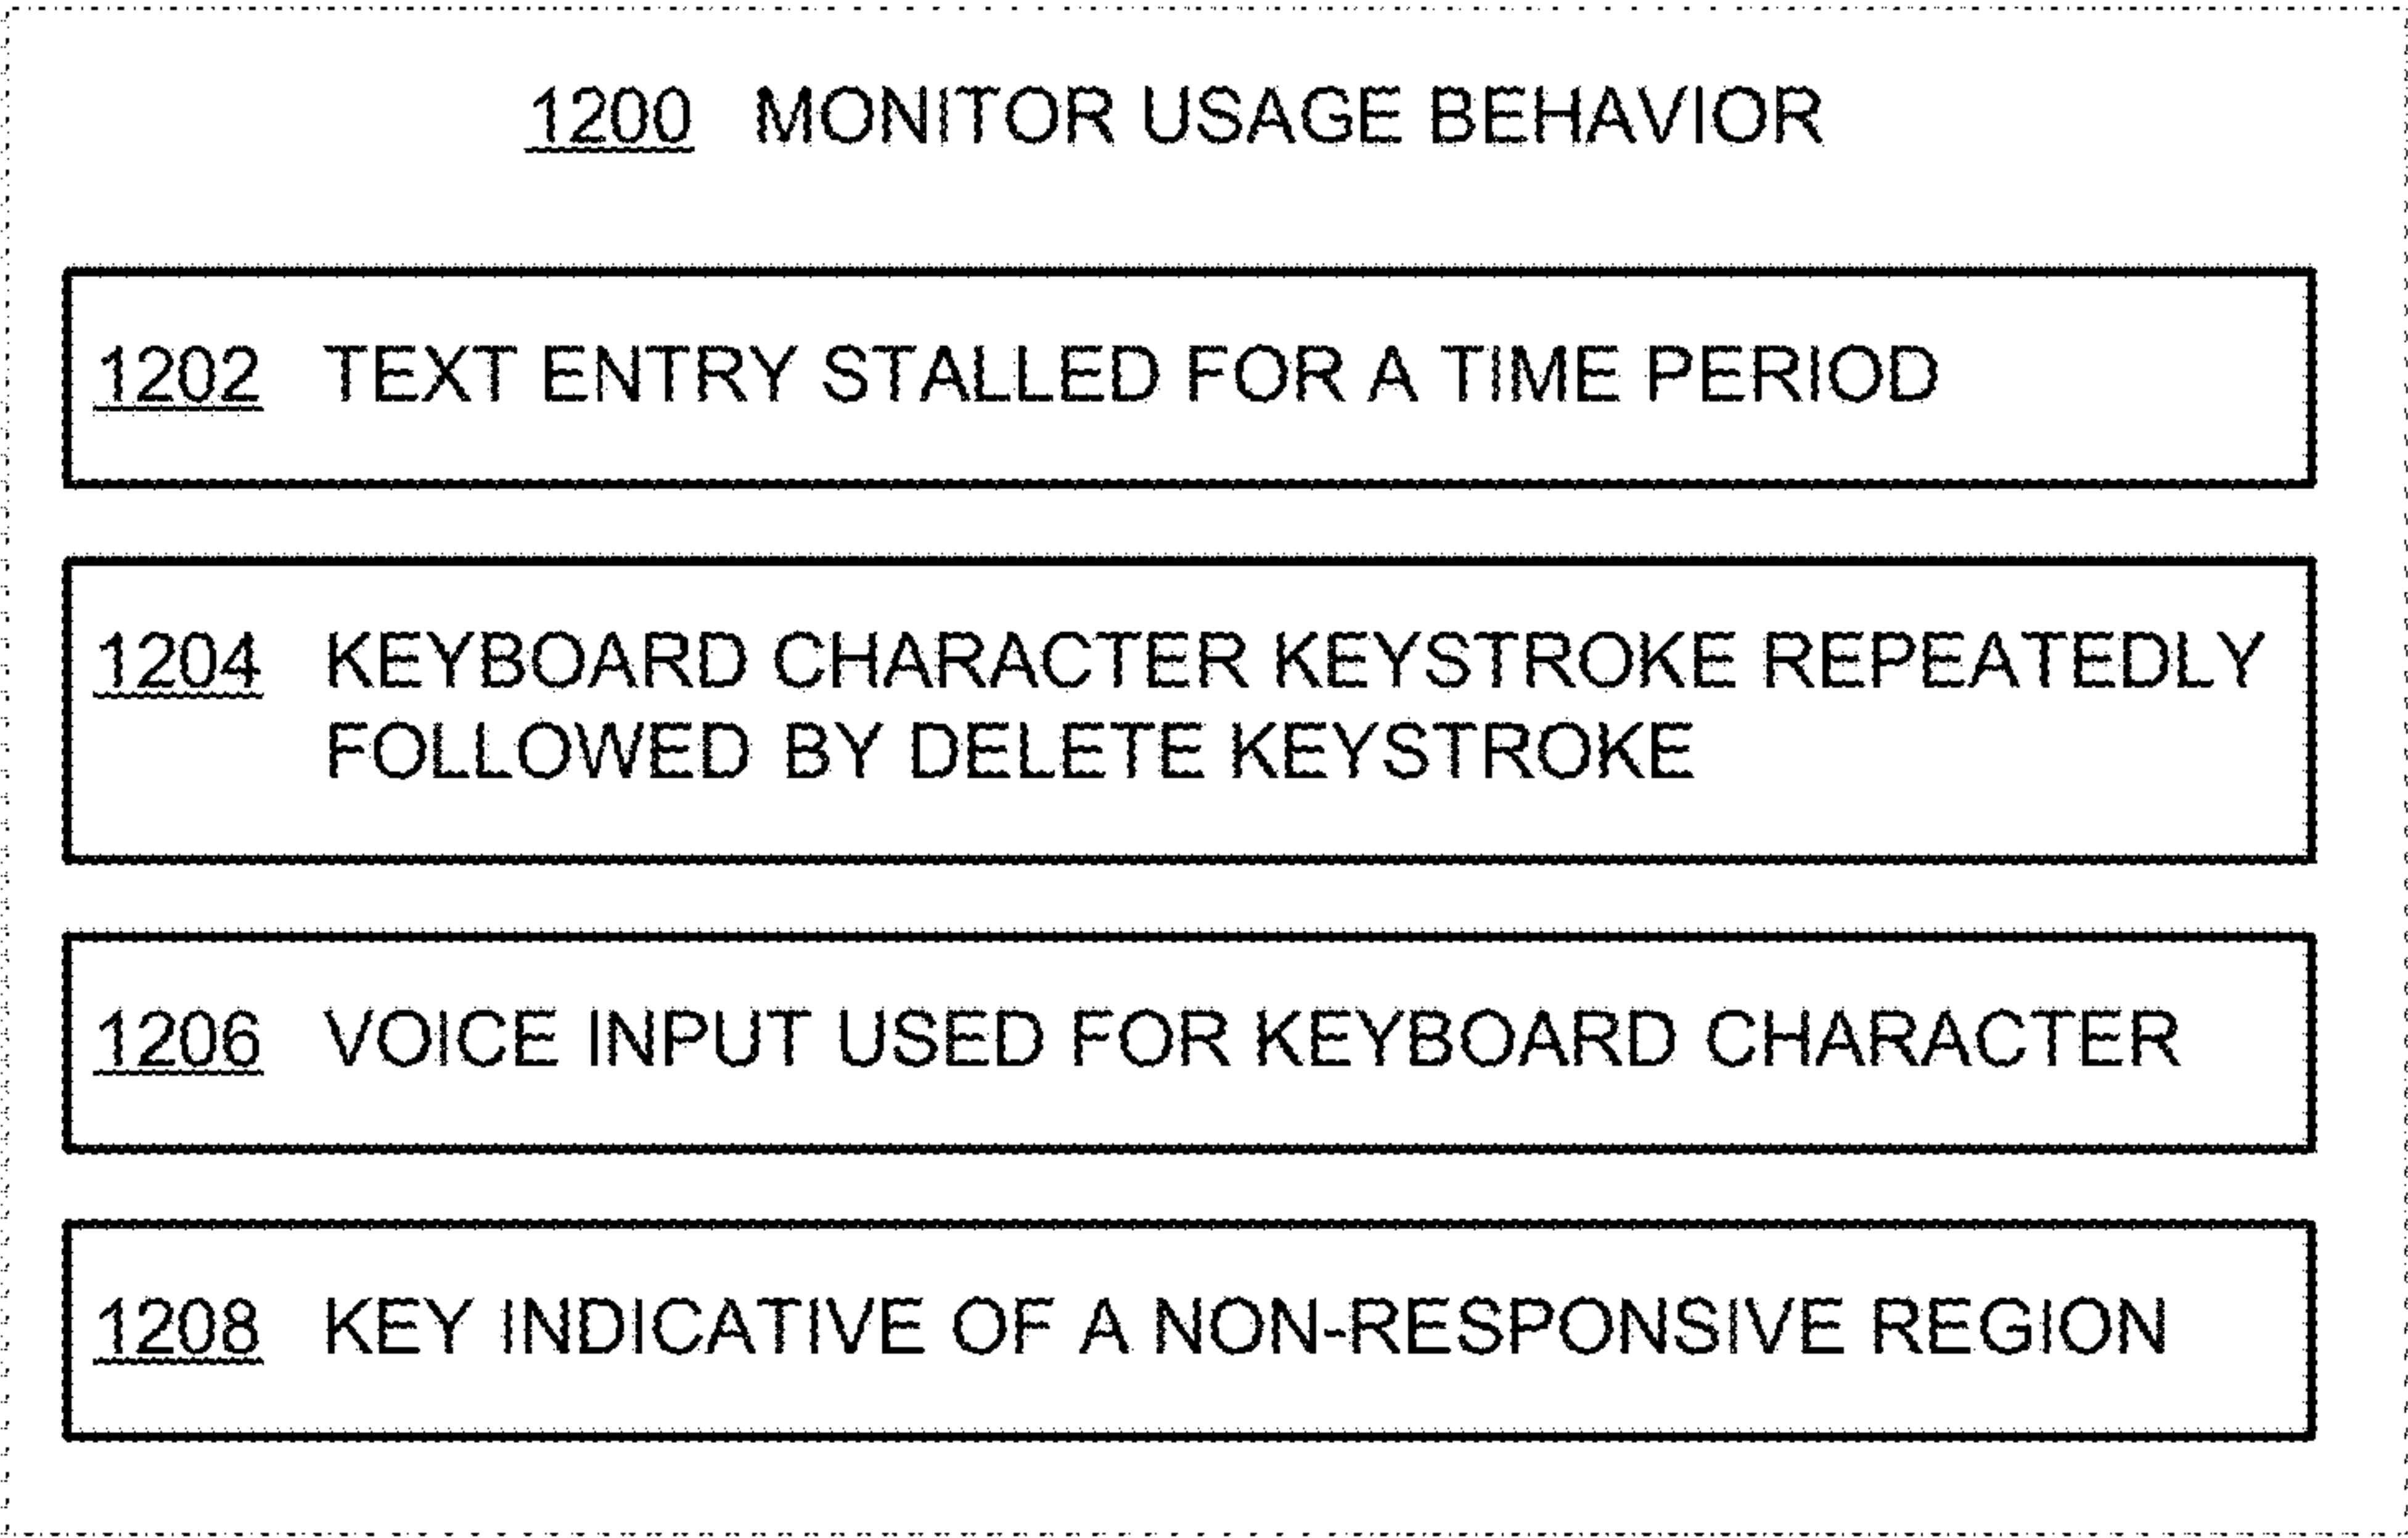 1200 MONITOR USAGE BEHAVIOR
1202 TEXT ENTRY STALLED FOR A TIME PERIOD
1204 KEYBOARD CHARACTER KEYSTROKE REPEATEDLY
FOLLOWED BY DELETE KEYSTROKE
1206 VOICE INPUT USED FOR KEYBOARD CHARACTER
1208 KEY INDICATIVE OF A NON-RESPONSIVE REGION